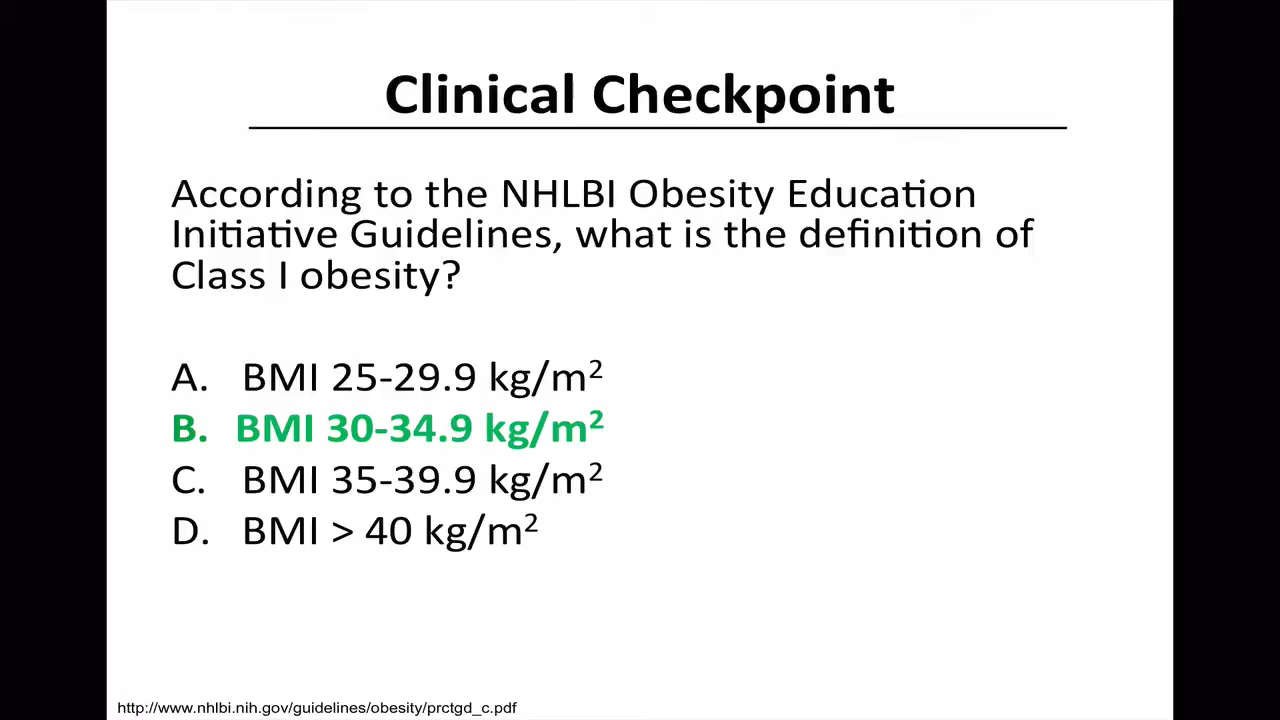 Clinical Checkpoint
According to the NHLBI Obesity Education
Initiative Guidelines, what is the definition of
Class I obesity?
A. BMI 25-29.9 kg/m²
B. BMI 30-34.9 kg/m²
C. BMI 35-39.9 kg/m²
D. BMI > 40 kg/m²
http://www.nhlbi.nih.gov/guidelines/obesity/prctgd_c.pdf